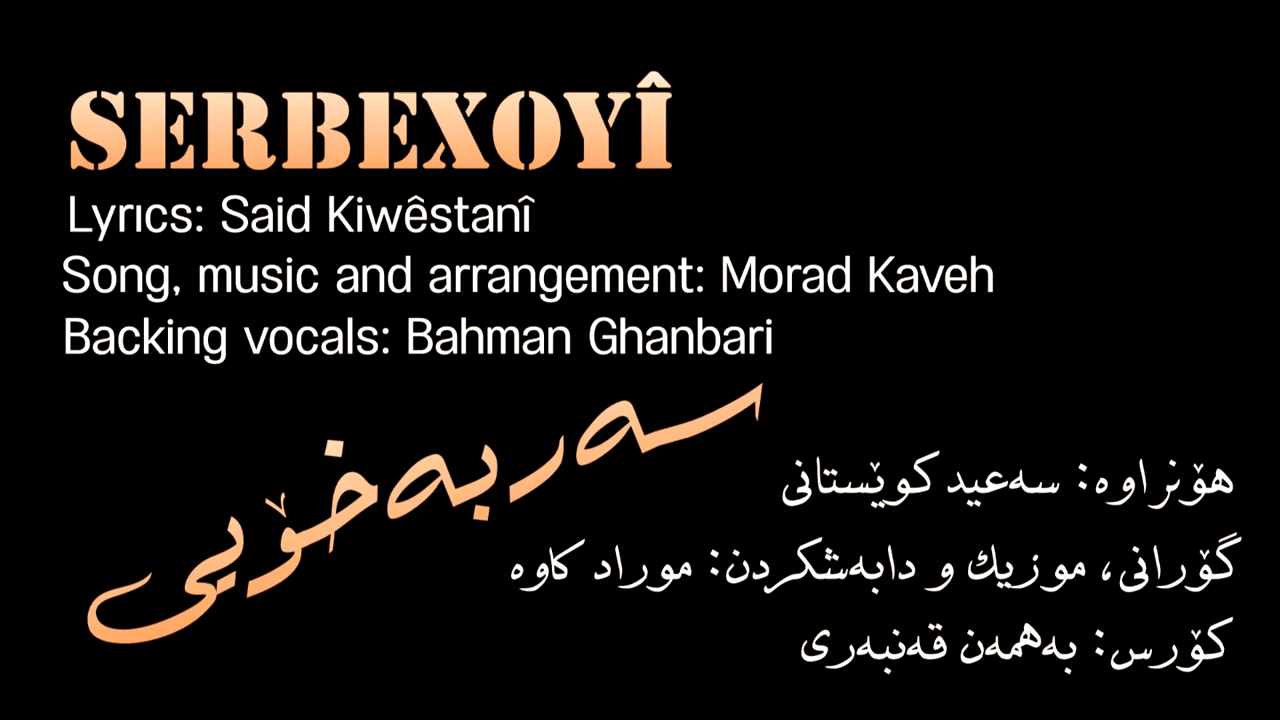 SERBEXOYÎ
Lyrıcs: Said Kiwêstanî
Song, music and arrangement: Morad Kaveh
Backing vocals: Bahman Ghanbari
سەربەخۆیی
هۆنراوە: سەعید کوێستانی
گۆرانی، موزیك و دابەشکردن: موراد کاوە
کۆرس: بەهمەن قەنبەری